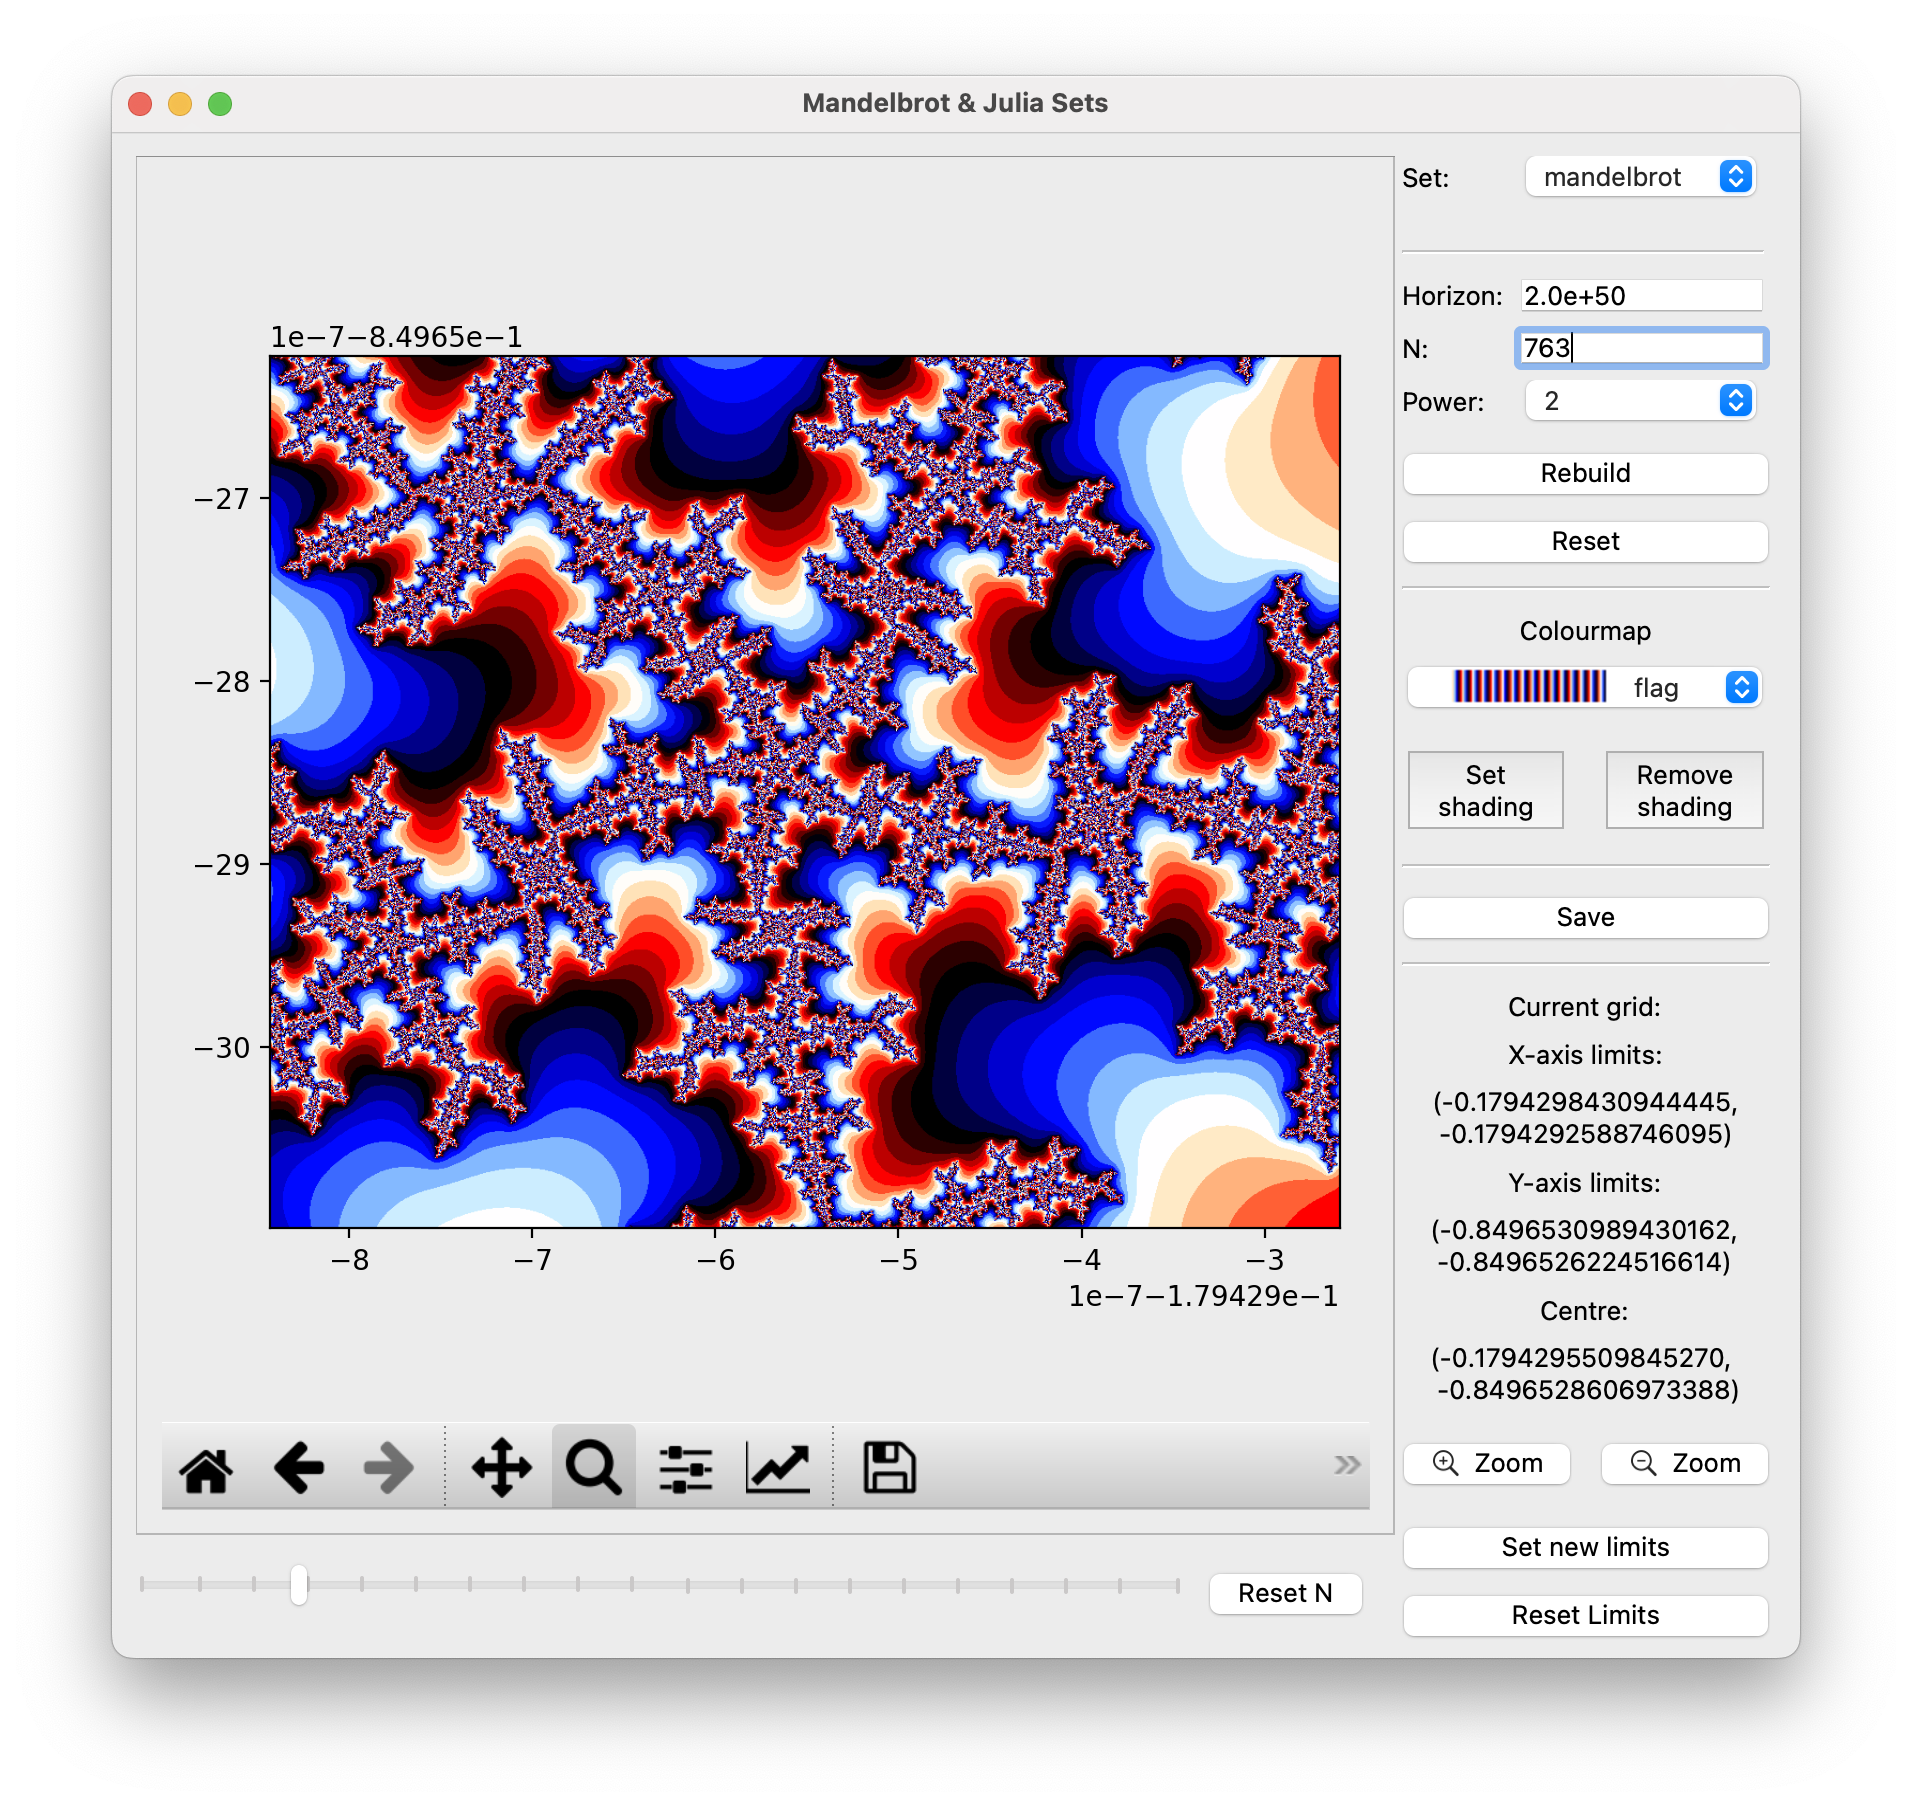 Mandelbrot & Julia Sets
1e−7−8.4965e−1
−27
−28
−29
−30
−8
−7
−6
−5
−4
−3
1e−7−1.79429e−1
Reset N
Set:
mandelbrot
Horizon:
2.0e+50
N:
763
Power:
2
Rebuild
Reset
Colourmap
flag
Set
shading
Remove
shading
Save
Current grid:
X-axis limits:
(-0.1794298430944445,
-0.1794292588746095)
Y-axis limits:
(-0.8496530989430162,
-0.8496526224516614)
Centre:
(-0.1794295509845270,
-0.8496528606973388)
Zoom
Zoom
Set new limits
Reset Limits